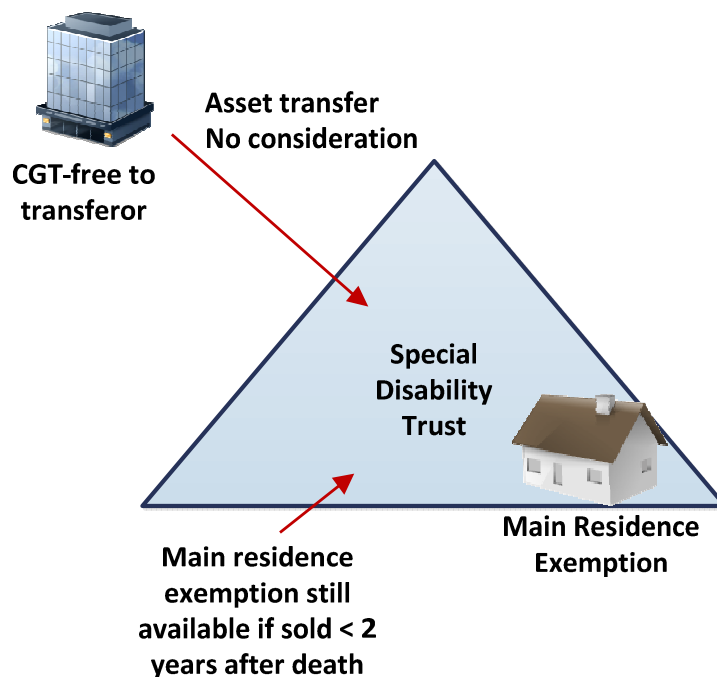 Asset transfer
No consideration
CGT-free to
transferor
Special
Disability
Trust
Main Residence
Exemption
Main residence
exemption still
available if sold < 2
years after death